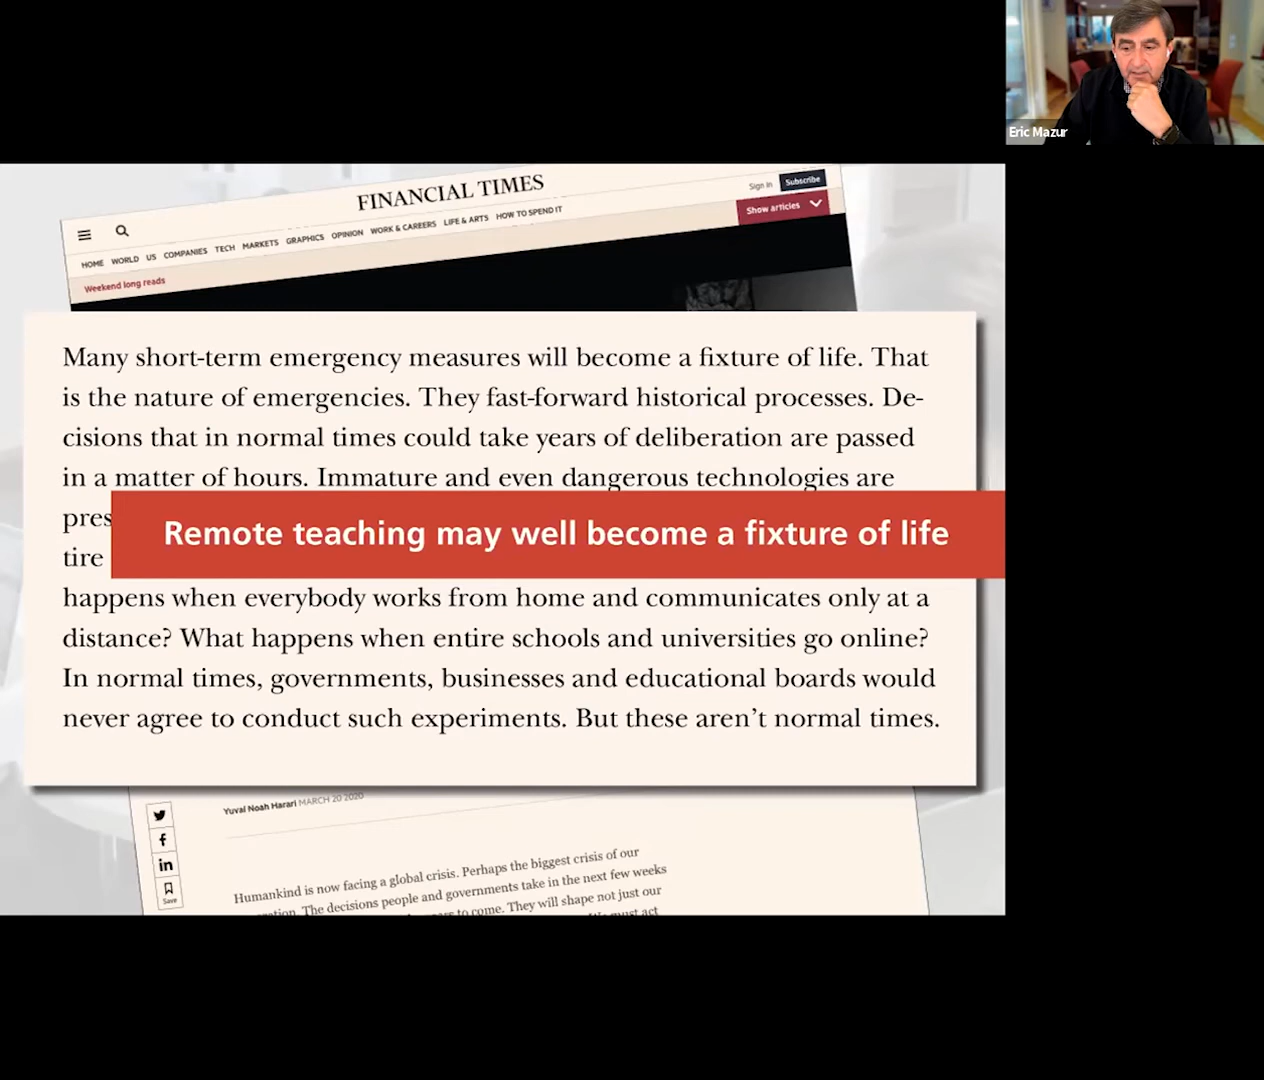 Eric Mazur
FINANCIAL TIMES
Sign In Subscribe
Show articles
HOME WORLD US COMPANIES TECH MARKETS GRAPHICS OPINION WORK & CAREERS LIFE & ARTS HOW TO SPEND IT
Weekend long reads
Many short-term emergency measures will become a fixture of life. That
is the nature of emergencies. They fast-forward historical processes. De-
cisions that in normal times could take years of deliberation are passed
in a matter of hours. Immature and even dangerous technologies are
pres
Remote teaching may well become a fixture of life
tire
happens when everybody works from home and communicates only at a
distance? What happens when entire schools and universities go online?
In normal times, governments, businesses and educational boards would
never agree to conduct such experiments. But these aren't normal times.
Yuval Noah Harari MARCH 20 2020
Save
Humankind is now facing a global crisis. Perhaps the biggest crisis of our
The decisions people and governments take in the next few weeks
to come. They will shape not just our
must act